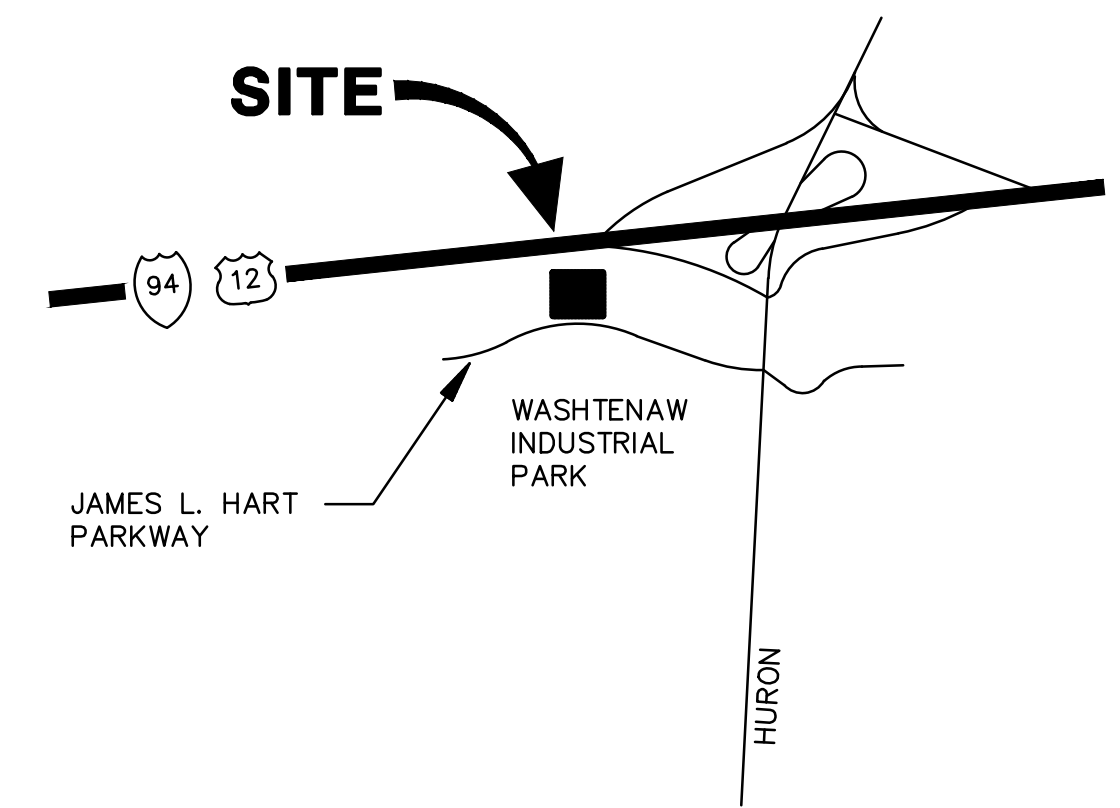 SITE
94
12
WASHTENAW
INDUSTRIAL
PARK
JAMES L. HART
PARKWAY
HURON